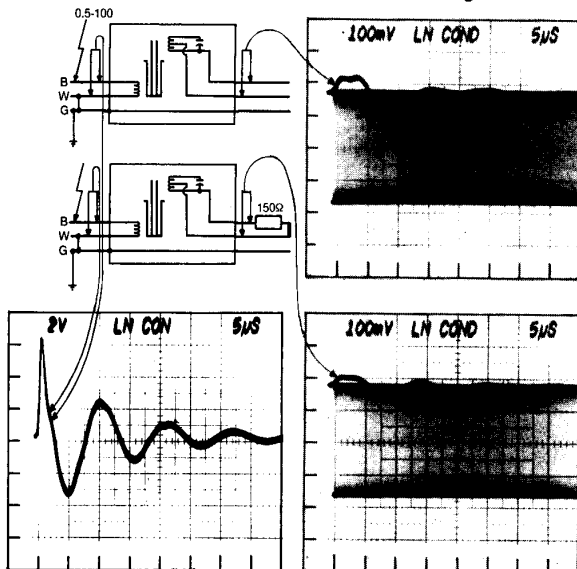 0.5-100
B
W
G
100mV LN COND 5µS
B
W
G
150Ω
2V LN CON 5µS
100mV LN COND 5µS